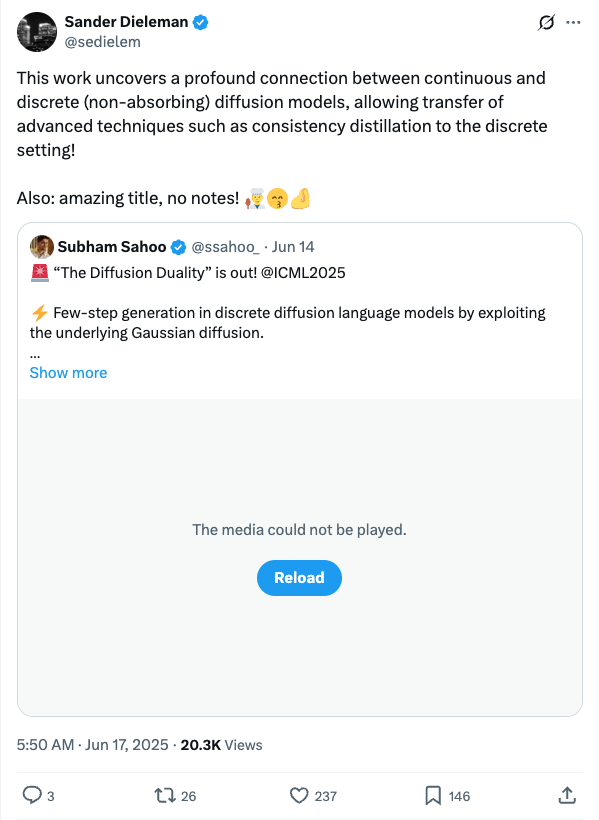 Sander Dieleman
@sedielem
This work uncovers a profound connection between continuous and
discrete (non-absorbing) diffusion models, allowing transfer of
advanced techniques such as consistency distillation to the discrete
setting!
Also: amazing title, no notes! 🧑‍🍳😙🤌
Subham Sahoo @ssahoo_ · Jun 14
🚨 “The Diffusion Duality” is out! @ICML2025
⚡ Few-step generation in discrete diffusion language models by exploiting
the underlying Gaussian diffusion.
...
Show more
The media could not be played.
Reload
5:50 AM · Jun 17, 2025 · 20.3K Views
3 26 237 146